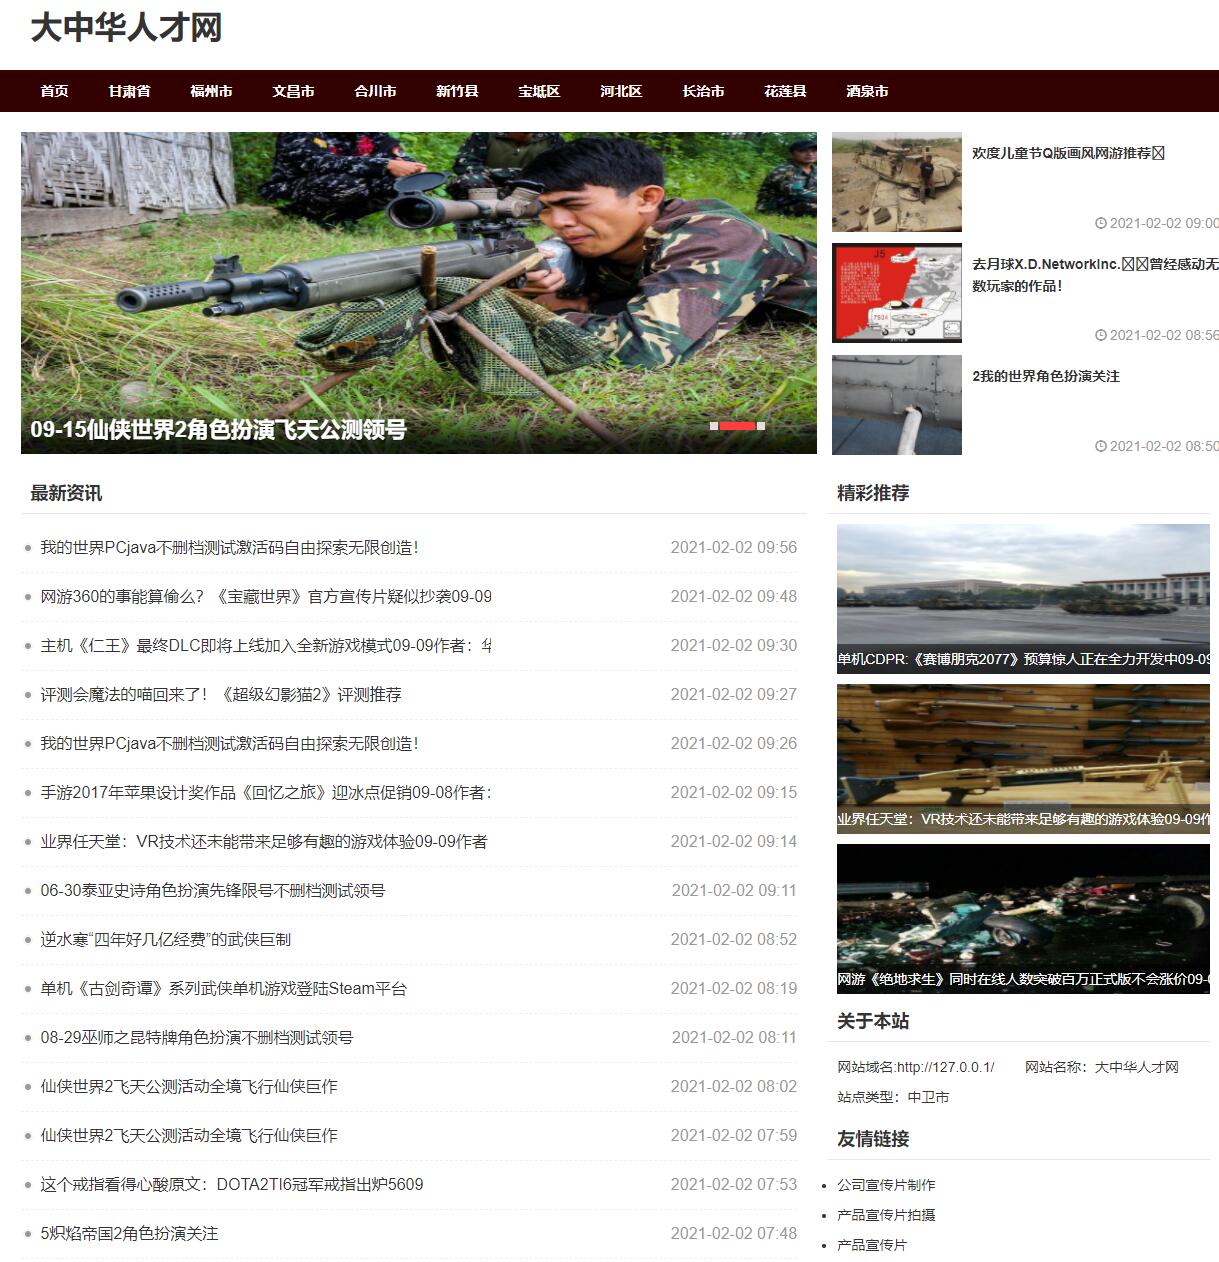 大中华人才网
首页 甘肃省 福州市 文昌市 合川市 新竹县 宝坻区 河北区 长治市 花莲县 酒泉市
09-15仙侠世界2角色扮演飞天公测领号
欢度儿童节Q版画风网游推荐
2021-02-02 09:00
去月球X.D.NetworkInc.曾经感动无
数玩家的作品！
2021-02-02 08:56
2我的世界角色扮演关注
2021-02-02 08:50
最新资讯
我的世界PCjava不删档测试激活码自由探索无限创造！ 2021-02-02 09:56
网游360的事能算偷么？《宝藏世界》官方宣传片疑似抄袭09-09 2021-02-02 09:48
主机《仁王》最终DLC即将上线加入全新游戏模式09-09作者： 2021-02-02 09:30
评测会魔法的喵回来了！《超级幻影猫2》评测推荐 2021-02-02 09:27
我的世界PCjava不删档测试激活码自由探索无限创造！ 2021-02-02 09:26
手游2017年苹果设计奖作品《回忆之旅》迎冰点促销09-08作者： 2021-02-02 09:15
业界任天堂：VR技术还未能带来足够有趣的游戏体验09-09作者 2021-02-02 09:14
06-30泰亚史诗角色扮演先锋限号不删档测试领号 2021-02-02 09:11
逆水寒“四年好几亿经费”的武侠巨制 2021-02-02 08:52
单机《古剑奇谭》系列武侠单机游戏登陆Steam平台 2021-02-02 08:19
08-29巫师之昆特牌角色扮演不删档测试领号 2021-02-02 08:11
仙侠世界2飞天公测活动全境飞行仙侠巨作 2021-02-02 08:02
仙侠世界2飞天公测活动全境飞行仙侠巨作 2021-02-02 07:59
这个戒指看得心酸原文：DOTA2TI6冠军戒指出炉5609 2021-02-02 07:53
5炽焰帝国2角色扮演关注 2021-02-02 07:48
精彩推荐
单机CDPR:《赛博朋克2077》预算惊人正在全力开发中09-09
业界任天堂：VR技术还未能带来足够有趣的游戏体验09-09作
网游《绝地求生》同时在线人数突破百万正式版不会涨价09-0
关于本站
网站域名:http://127.0.0.1/ 网站名称：大中华人才网
站点类型：中卫市
友情链接
公司宣传片制作
产品宣传片拍摄
产品宣传片